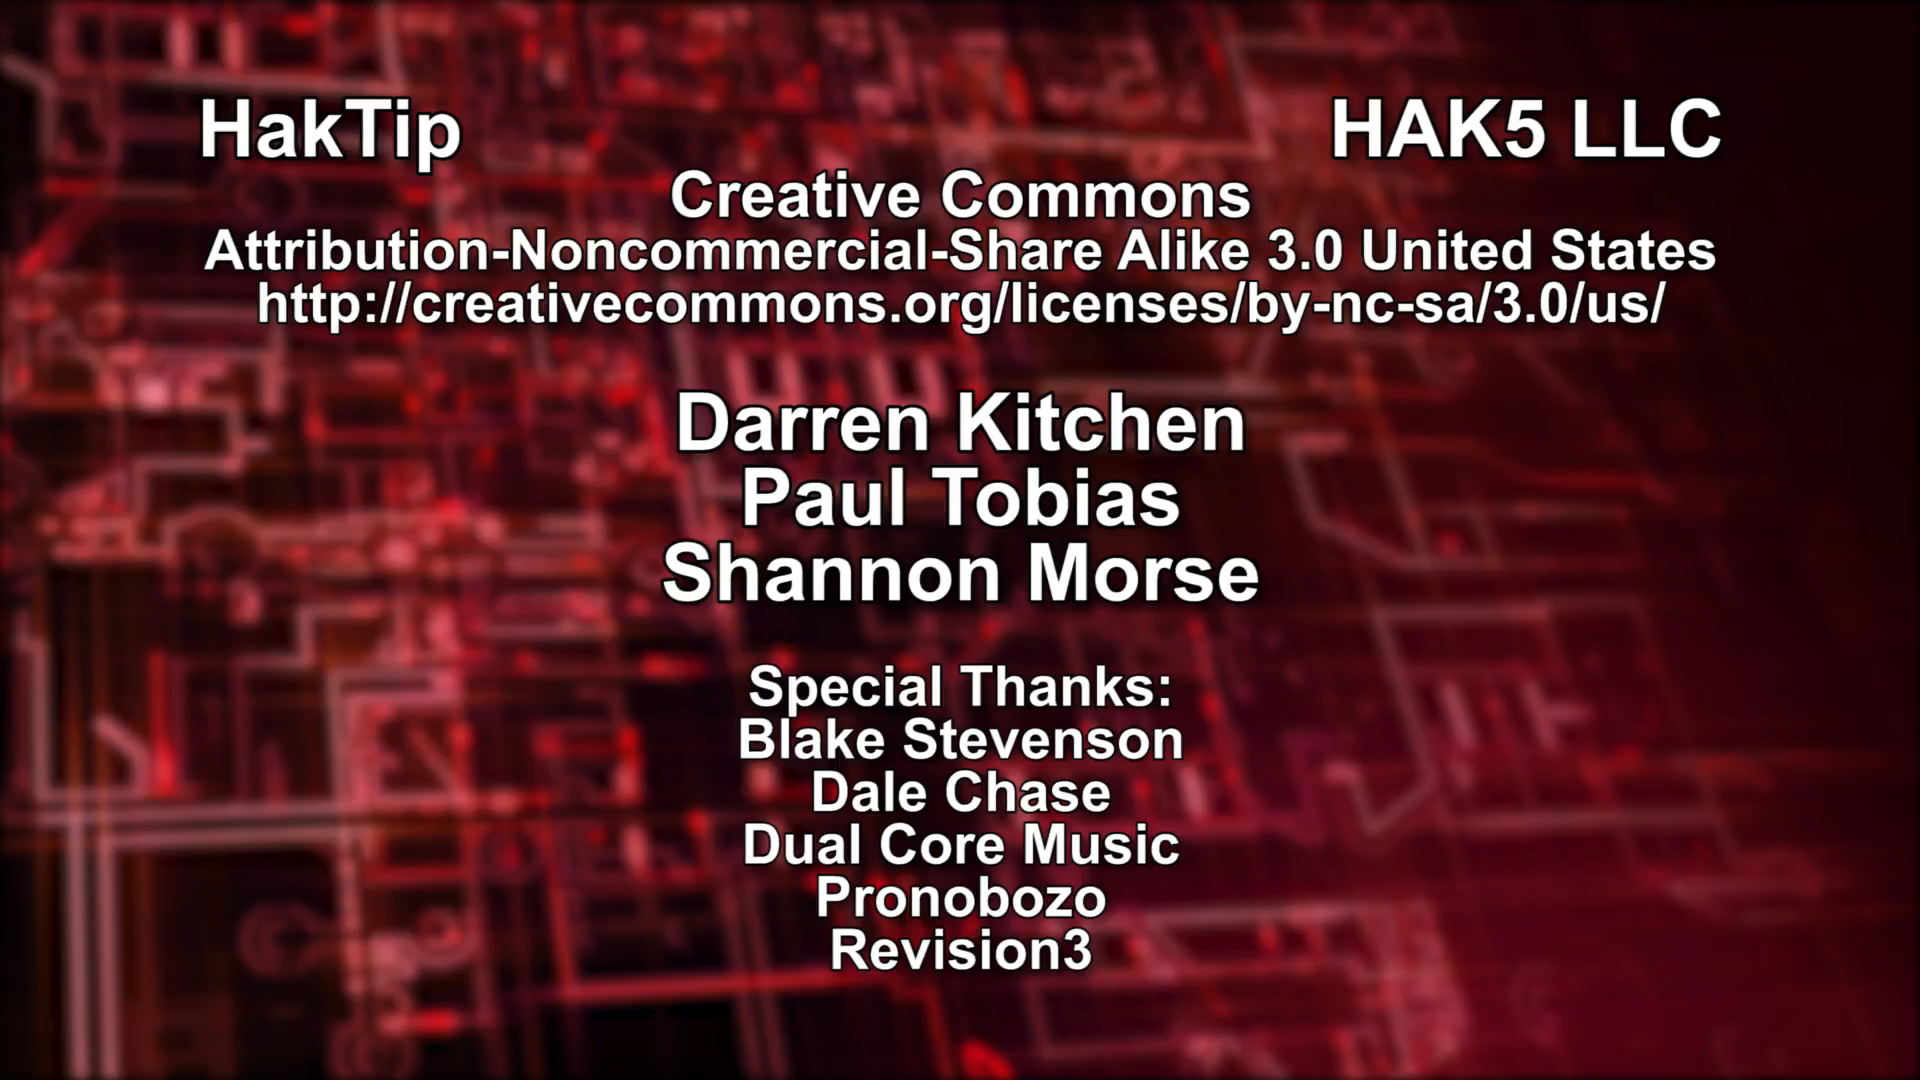 HakTip HAK5 LLC
Creative Commons
Attribution-Noncommercial-Share Alike 3.0 United States
http://creativecommons.org/licenses/by-nc-sa/3.0/us/
Darren Kitchen
Paul Tobias
Shannon Morse
Special Thanks:
Blake Stevenson
Dale Chase
Dual Core Music
Pronobozo
Revision3